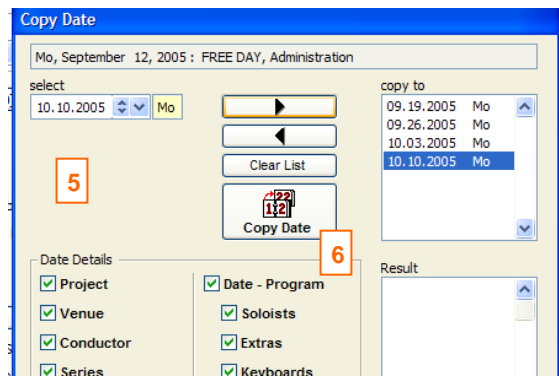 Copy Date
Mo, September 12, 2005 : FREE DAY, Administration
select
10.10.2005 Mo
5
Clear List
22
12
Copy Date
6
copy to
09.19.2005 Mo
09.26.2005 Mo
10.03.2005 Mo
10.10.2005 Mo
Date Details
Project
Venue
Conductor
Series
Date - Program
Soloists
Extras
Keyboards
Result